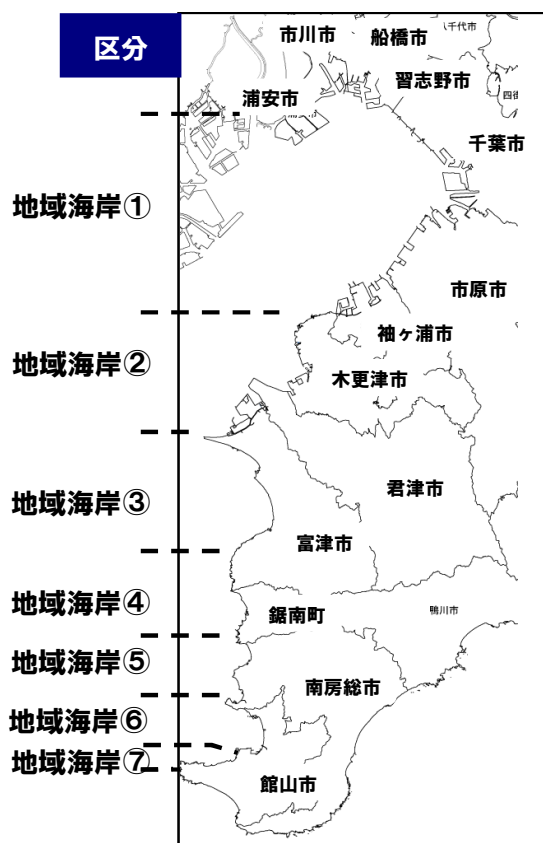 区分
市川市
船橋市
八千代市
習志野市
浦安市
千葉市
地域海岸①
市原市
袖ヶ浦市
地域海岸②
木更津市
君津市
地域海岸③
富津市
地域海岸④
鋸南町
鴨川市
地域海岸⑤
南房総市
地域海岸⑥
地域海岸⑦
館山市